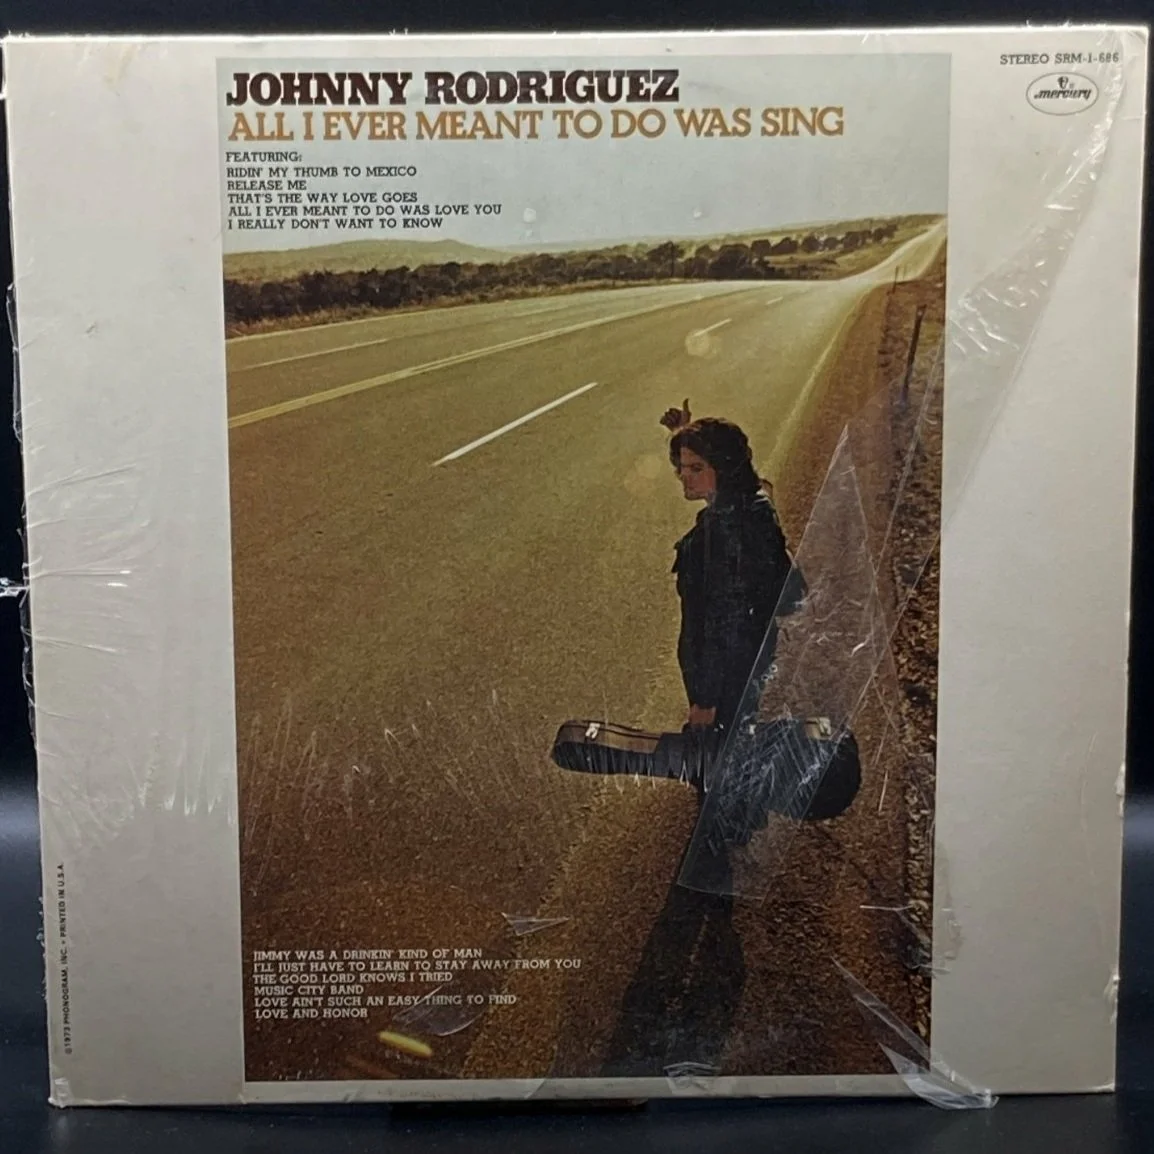 STEREO SRM-1-686
mercury
JOHNNY RODRIGUEZ
ALL I EVER MEANT TO DO WAS SING
FEATURING:
RIDIN' MY THUMB TO MEXICO
RELEASE ME
THAT'S THE WAY LOVE GOES
ALL I EVER MEANT TO DO WAS LOVE YOU
I REALLY DON'T WANT TO KNOW
JIMMY WAS A DRINKIN' KIND OF MAN
I'LL JUST HAVE TO LEARN TO STAY AWAY FROM YOU
THE GOOD LORD KNOWS I TRIED
MUSIC CITY BAND
LOVE AIN'T SUCH AN EASY THING TO FIND
LOVE AND HONOR
©1973 PHONOGRAM, INC. • PRINTED IN U.S.A.